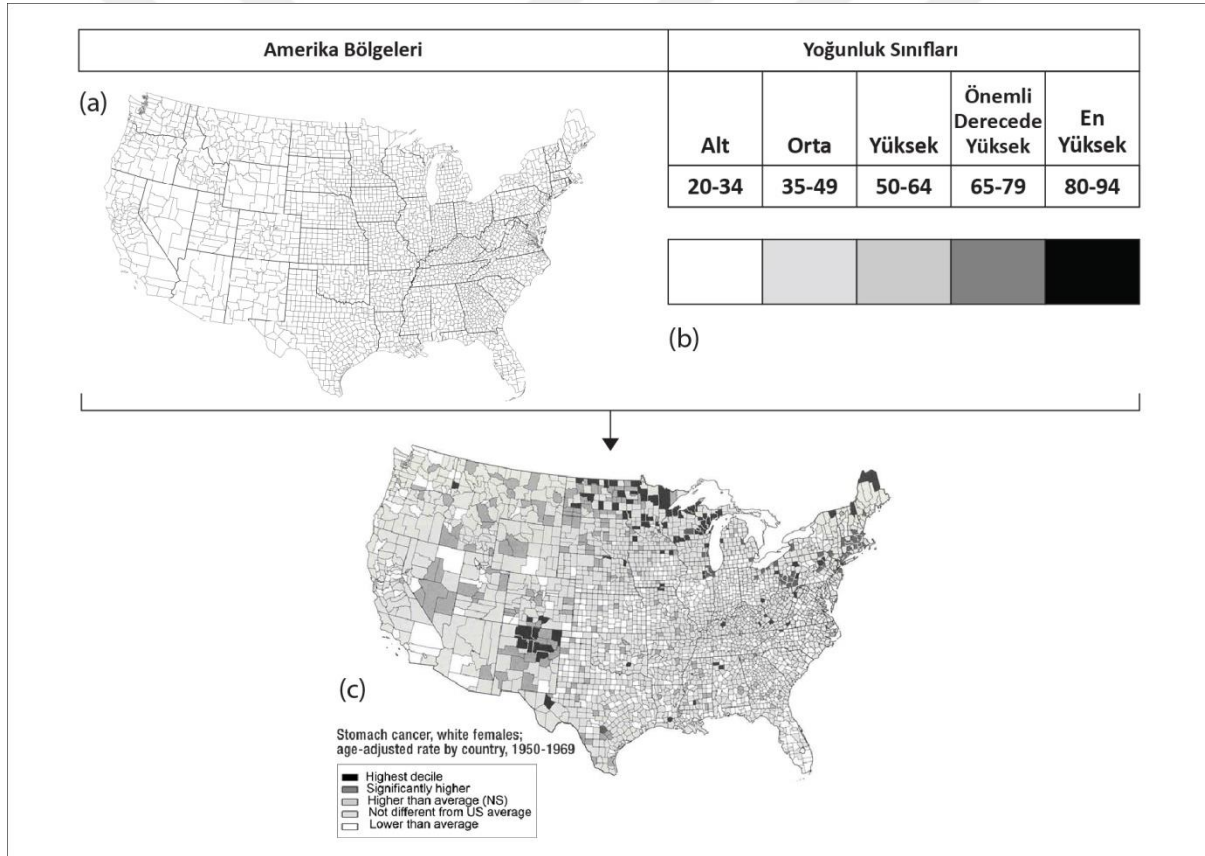 Amerika Bölgeleri
Yoğunluk Sınıfları
(a)
Alt
Orta
Yüksek
Önemli
Derecede
Yüksek
En
Yüksek
20-34
35-49
50-64
65-79
80-94
(b)
(c)
Stomach cancer, white females;
age-adjusted rate by country, 1950-1969
Highest decile
Significantly higher
Higher than average (NS)
Not different from US average
Lower than average